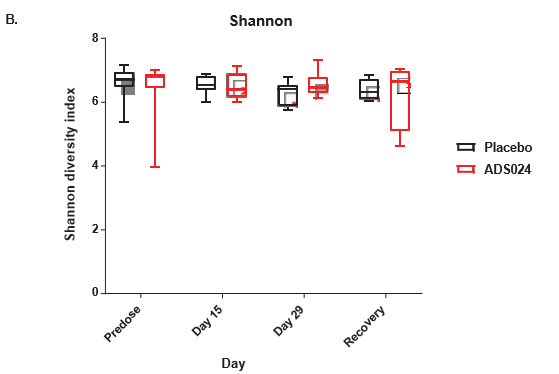 B.
Shannon
Shannon diversity index
8
6
4
2
0
Predose
Day 15
Day 29
Recovery
Day
Placebo
ADS024